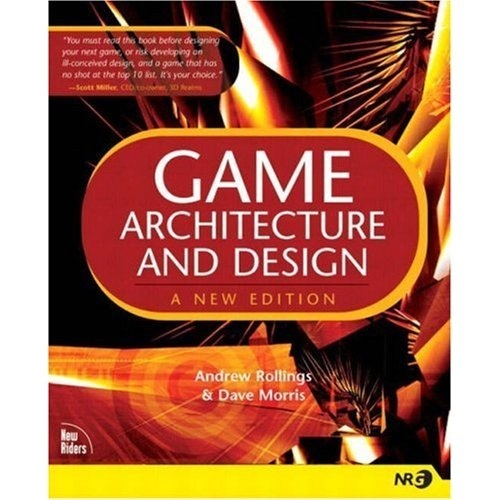 "You must read this book before designing
your next game, or risk developing an
ill-conceived design, and a game that has
no shot at the top 10 list. It's your choice."
—Scott Miller, CEO/co-owner, 3D Realms
GAME
ARCHITECTURE
AND DESIGN
A NEW EDITION
Andrew Rollings
& Dave Morris
New
Riders
NRG